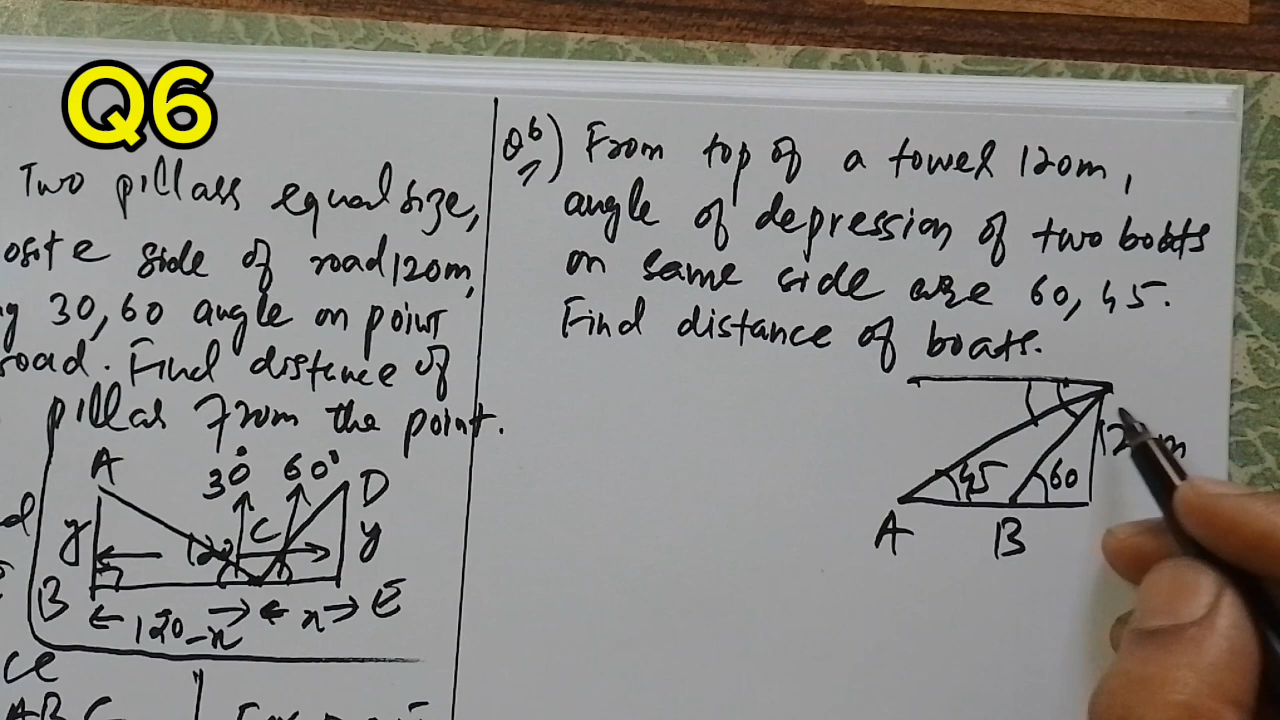 Q6
Two pillars equal size,
osite side of road 120m,
g 30, 60 angle on point
road. Find distance of
pillar from the point.
A 30° 60° D
y C y
B E
120-x x
ce
ABC
Q6) From top of a tower 120m,
angle of depression of two boats
on same side are 60, 45.
Find distance of boats.
m
45 60
A B